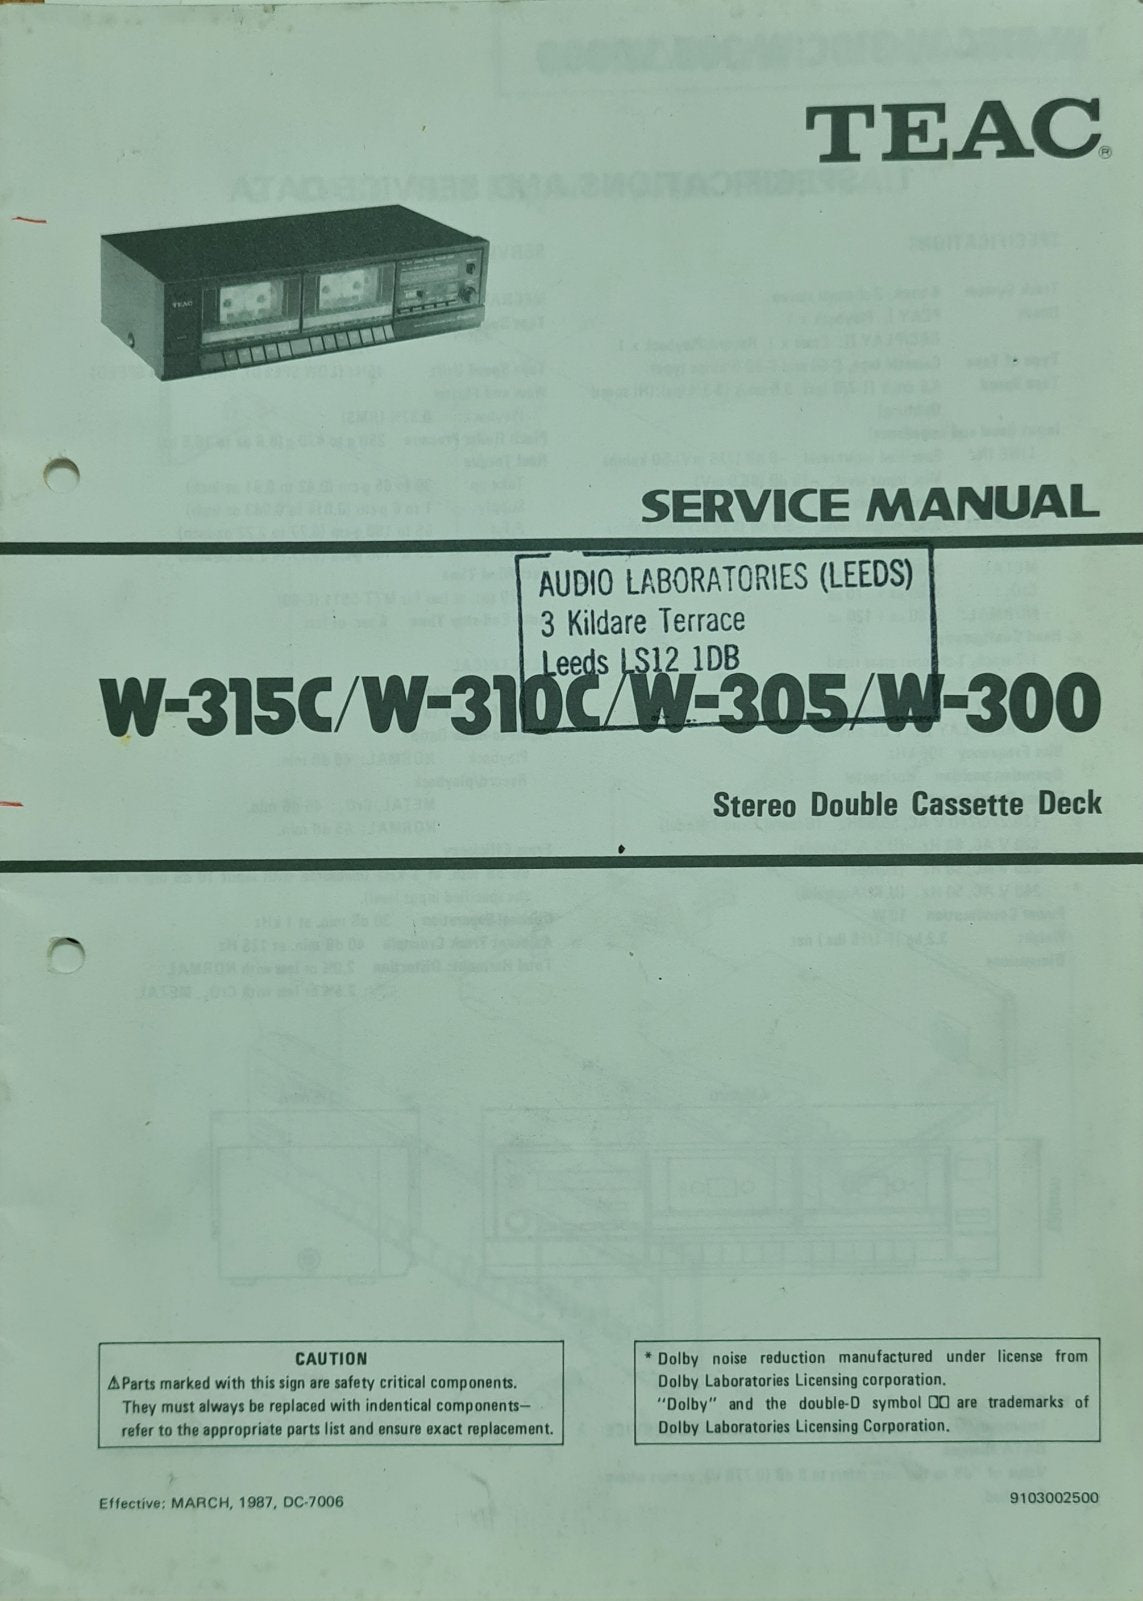 TEAC®
TEAC
SERVICE MANUAL
AUDIO LABORATORIES (LEEDS)
3 Kildare Terrace
Leeds LS12 1DB
W-315C/W-310C/W-305/W-300
Stereo Double Cassette Deck
CAUTION
⚠Parts marked with this sign are safety critical components.
They must always be replaced with indentical components—
refer to the appropriate parts list and ensure exact replacement.
* Dolby noise reduction manufactured under license from
Dolby Laboratories Licensing corporation.
"Dolby" and the double-D symbol are trademarks of
Dolby Laboratories Licensing Corporation.
Effective: MARCH, 1987, DC-7006
9103002500